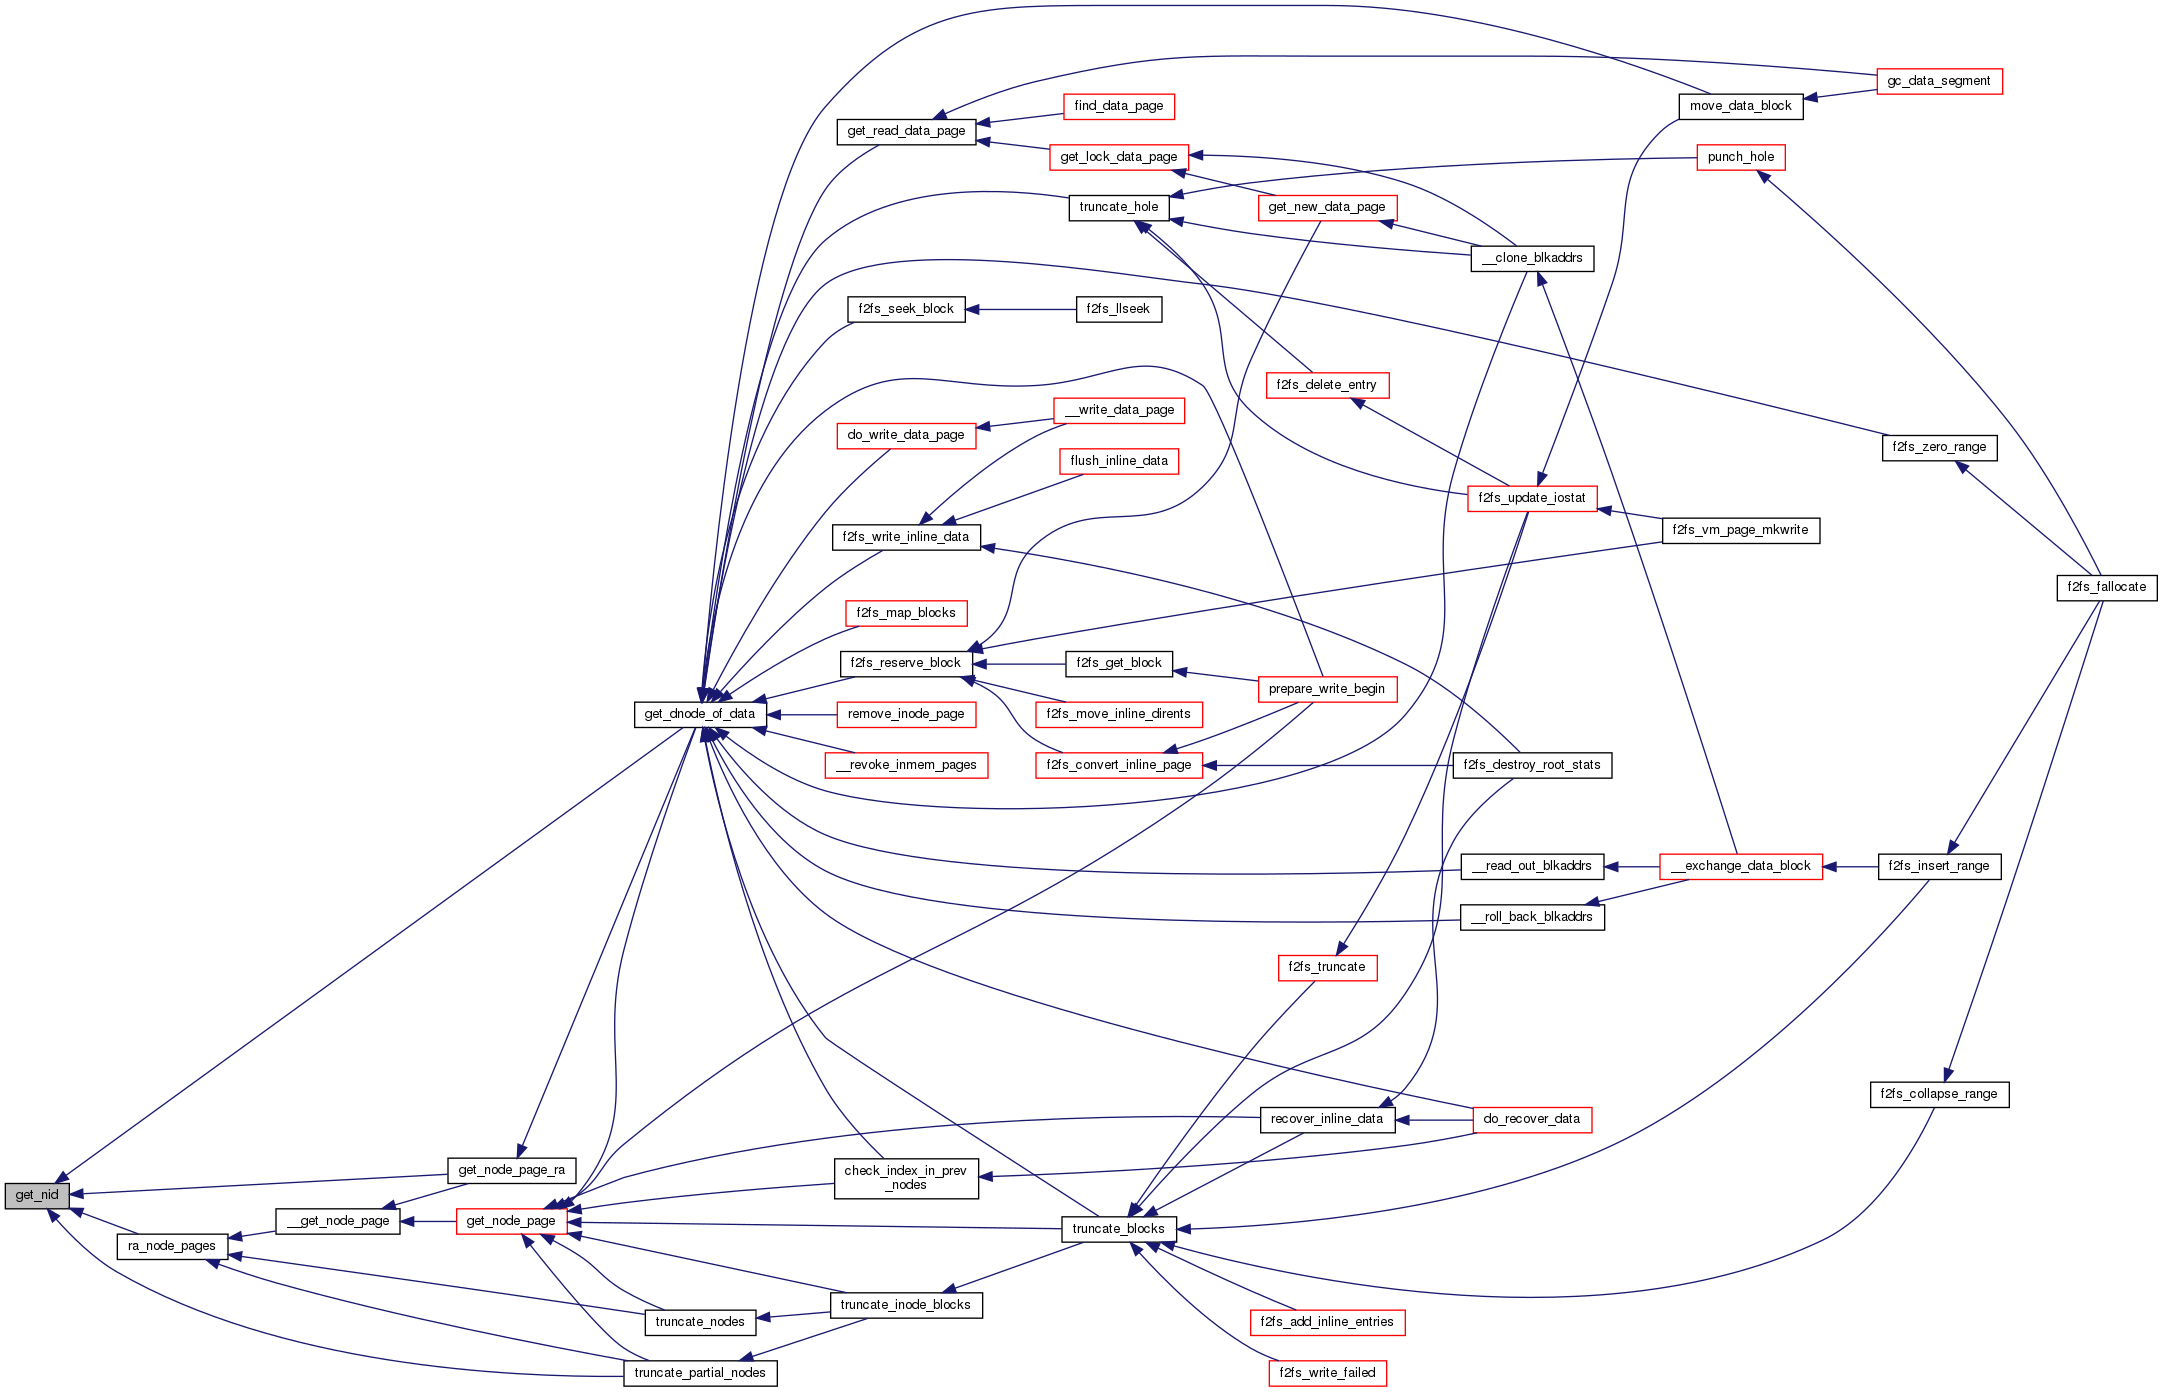 gc_data_segment
find_data_page
move_data_block
get_read_data_page
get_lock_data_page
punch_hole
truncate_hole
get_new_data_page
__clone_blkaddrs
f2fs_seek_block
f2fs_llseek
f2fs_delete_entry
__write_data_page
do_write_data_page
f2fs_zero_range
flush_inline_data
f2fs_update_iostat
f2fs_write_inline_data
f2fs_vm_page_mkwrite
f2fs_fallocate
f2fs_map_blocks
f2fs_reserve_block
f2fs_get_block
prepare_write_begin
get_dnode_of_data
remove_inode_page
f2fs_move_inline_dirents
__revoke_inmem_pages
f2fs_convert_inline_page
f2fs_destroy_root_stats
__read_out_blkaddrs
__exchange_data_block
f2fs_insert_range
__roll_back_blkaddrs
f2fs_truncate
f2fs_collapse_range
recover_inline_data
do_recover_data
get_node_page_ra
check_index_in_prev
_nodes
get_nid
__get_node_page
get_node_page
truncate_blocks
ra_node_pages
truncate_inode_blocks
truncate_nodes
f2fs_add_inline_entries
truncate_partial_nodes
f2fs_write_failed